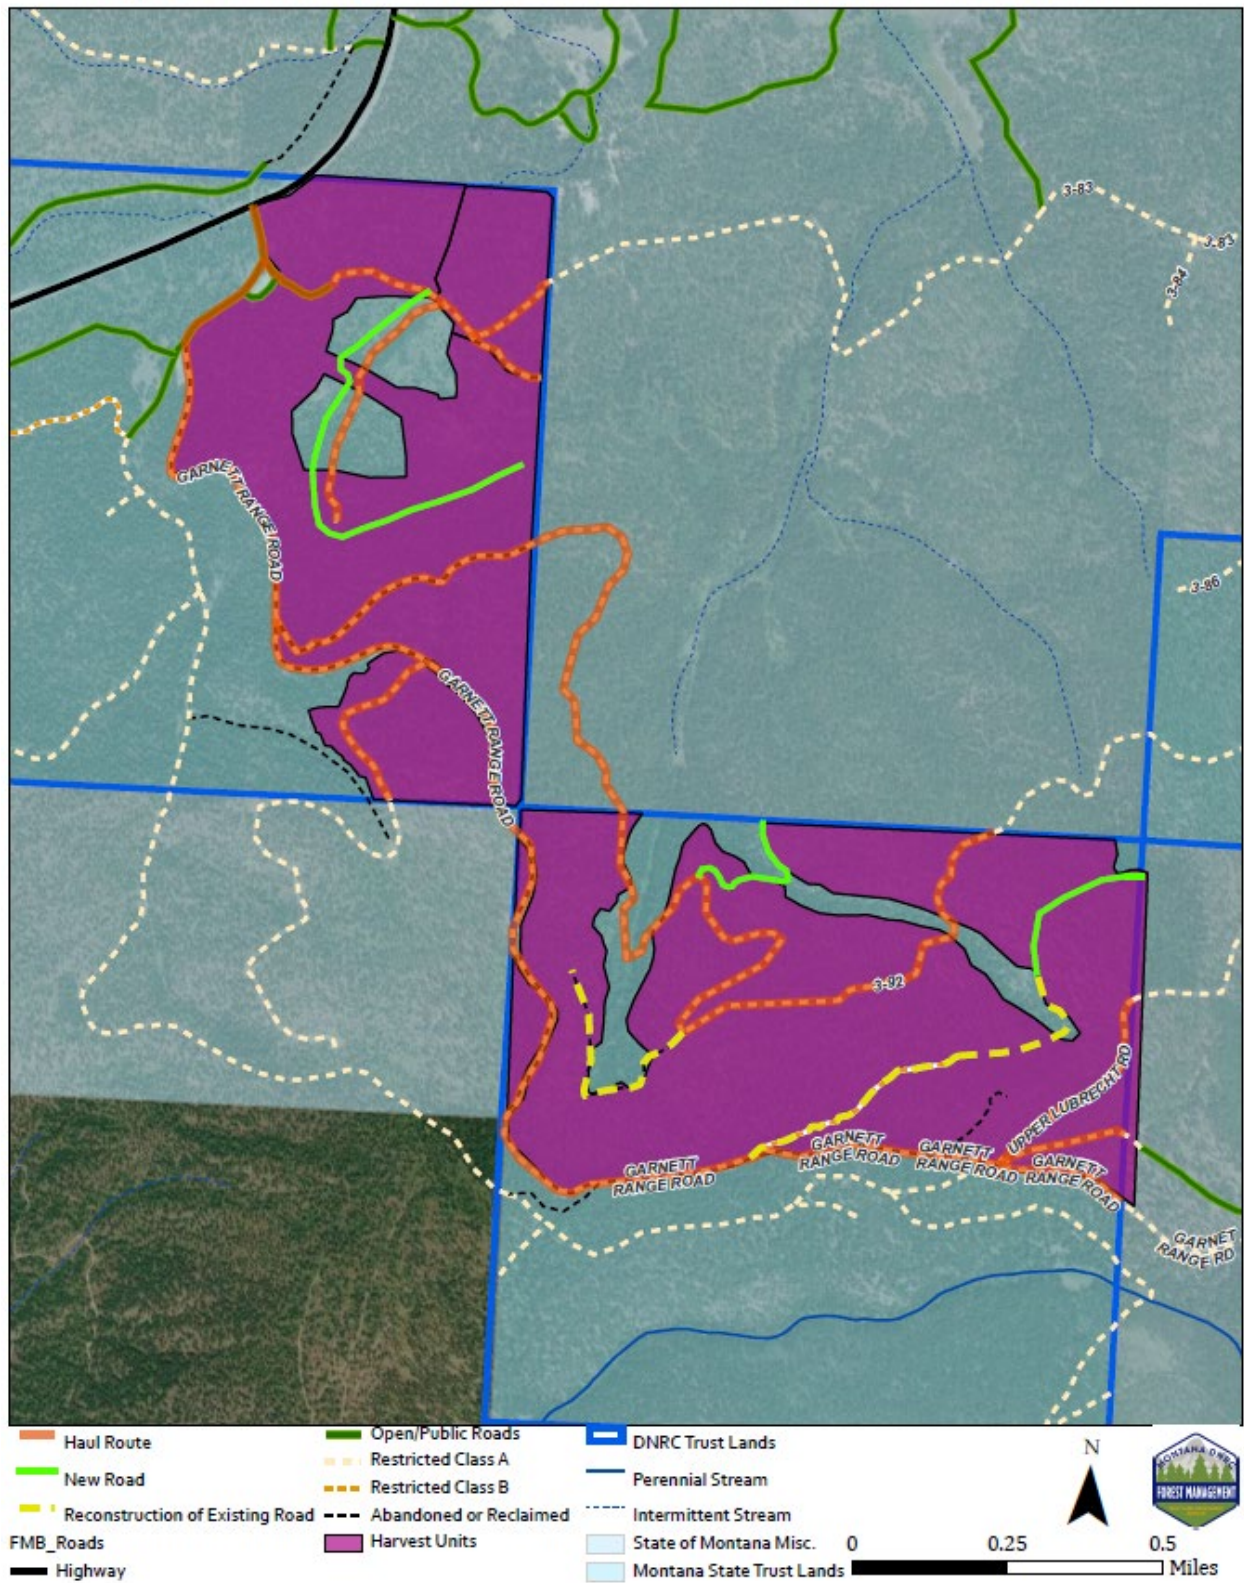 3-83
3-83
3-84
GARNETT RANGE ROAD
3-86
GARNETT RANGE ROAD
3-92
UPPER LUBRECHT RD
GARNETT
RANGE ROAD
GARNETT
RANGE ROAD
GARNETT
RANGE ROAD
GARNETT
RANGE ROAD
GARNET
RANGE RD
Haul Route
New Road
Reconstruction of Existing Road
FMB_Roads
Highway
Open/Public Roads
Restricted Class A
Restricted Class B
Abandoned or Reclaimed
Harvest Units
DNRC Trust Lands
Perennial Stream
Intermittent Stream
State of Montana Misc.
Montana State Trust Lands
N
0 0.25 0.5
Miles
MONTANA DNRC
FOREST MANAGEMENT